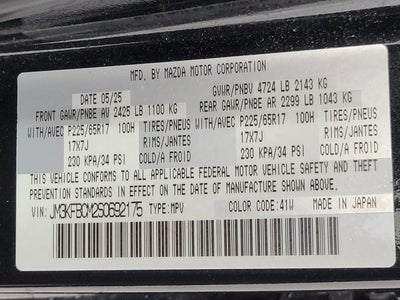 MFD. BY MAZDA MOTOR CORPORATION
DATE 05/25 GVWR/PNBV 4724 LB 2143 KG
FRONT GAWR/PNBE AV 2425 LB 1100 KG REAR GAWR/PNBE AR 2299 LB 1043 KG
WITH/AVEC P225/65R17 100H TIRES/PNEUS WITH/AVEC P225/65R17 100H TIRES/PNEUS
17X7J RIMS/JANTES 17X7J RIMS/JANTES
230 KPA/34 PSI COLD/A FROID 230 KPA/34 PSI COLD/A FROID
THIS VEHICLE CONFORMS TO ALL APPLICABLE FEDERAL MOTOR VEHICLE SAFETY AND THEFT
PREVENTION STANDARDS IN EFFECT ON THE DATE OF MANUFACTURE SHOWN ABOVE.
VIN: JM3KFBCM2S0692175 TYPE: MPV COLOR CODE: 41W MADE IN JAPAN